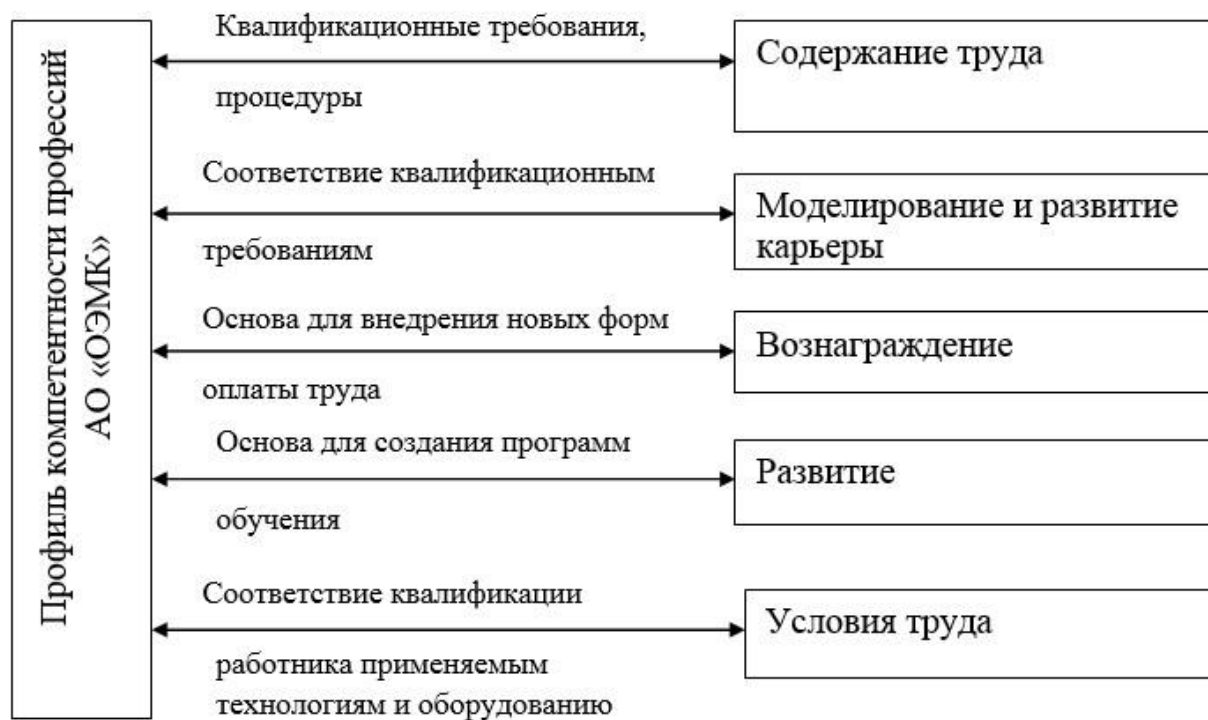 Профиль компетентности профессий
АО «ОЭМК»
Квалификационные требования,
процедуры
Содержание труда
Соответствие квалификационным
требованиям
Моделирование и развитие
карьеры
Основа для внедрения новых форм
оплаты труда
Вознаграждение
Основа для создания программ
обучения
Развитие
Соответствие квалификации
работника применяемым
технологиям и оборудованию
Условия труда